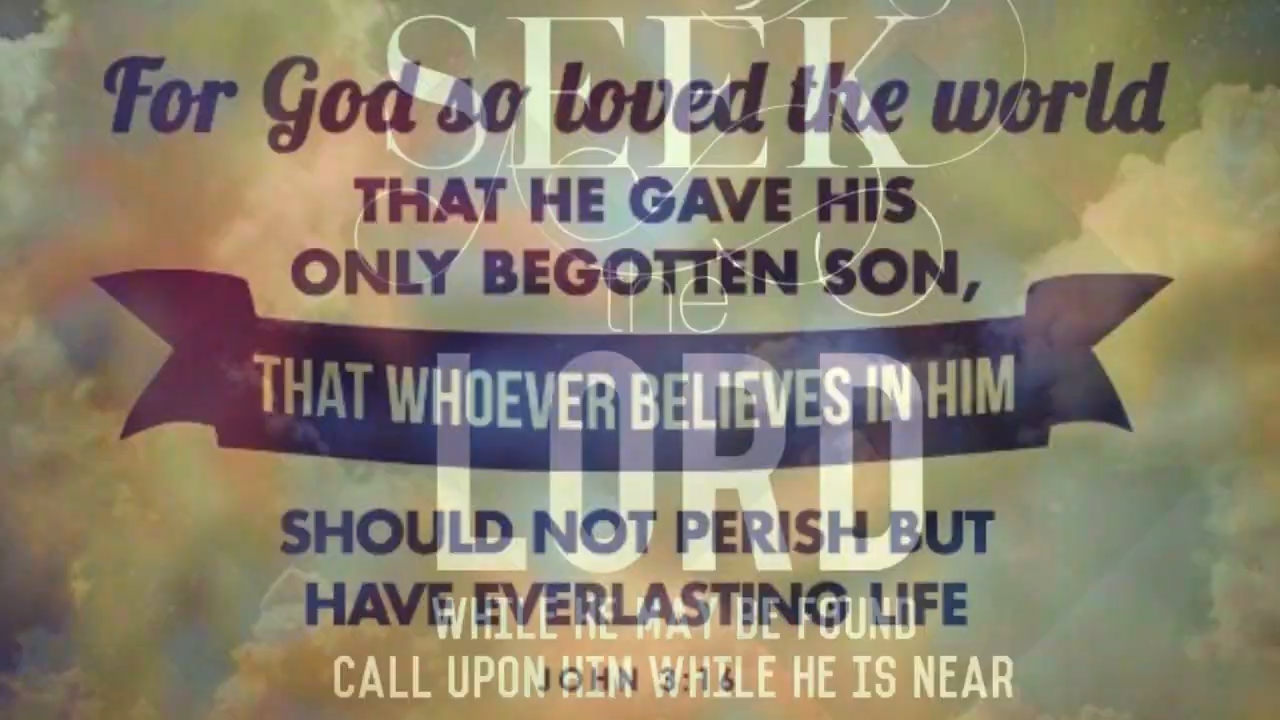 SEEK
For God so loved the world
THAT HE GAVE HIS
ONLY BEGOTTEN SON,
the
THAT WHOEVER BELIEVES IN HIM
LORD
SHOULD NOT PERISH BUT
HAVE EVERLASTING LIFE
WHILE HE MAY BE FOUND
CALL UPON HIM WHILE HE IS NEAR
JOHN 3:16